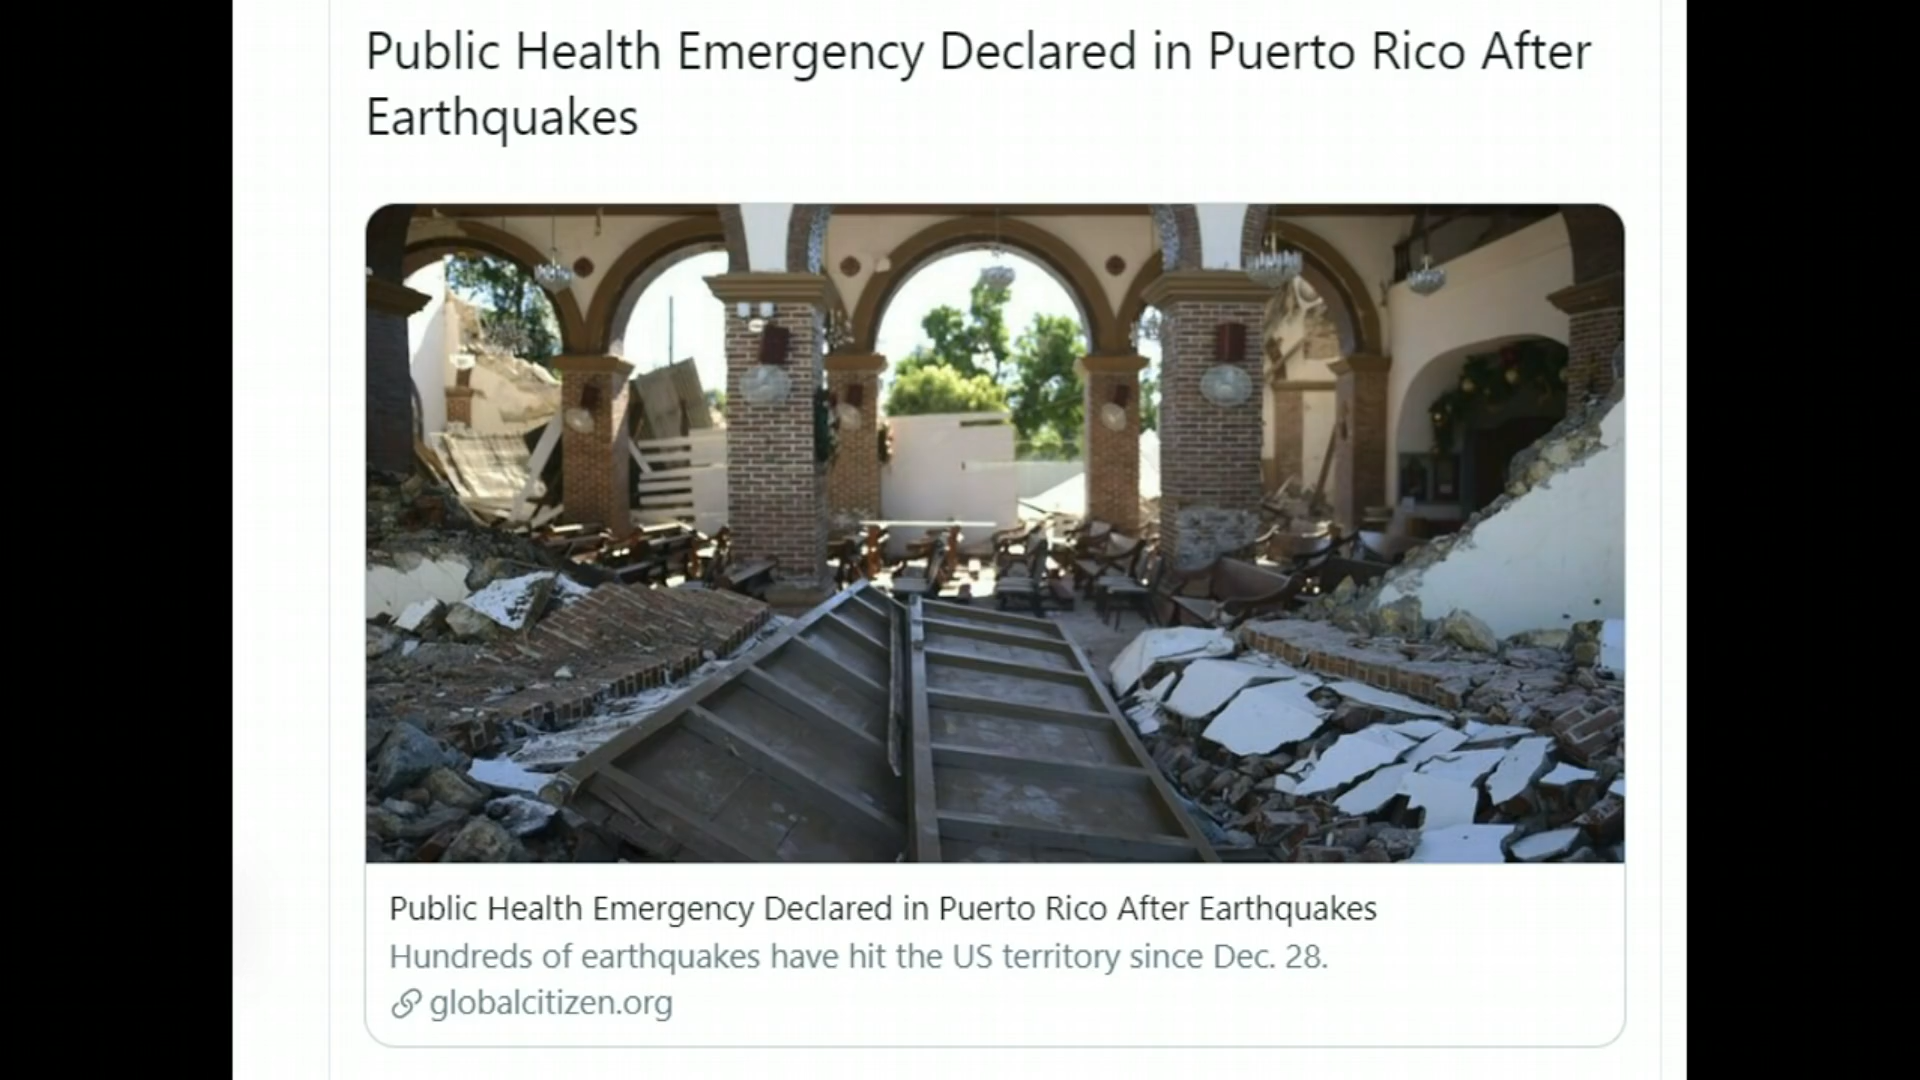 Public Health Emergency Declared in Puerto Rico After
Earthquakes
Public Health Emergency Declared in Puerto Rico After Earthquakes
Hundreds of earthquakes have hit the US territory since Dec. 28.
globalcitizen.org